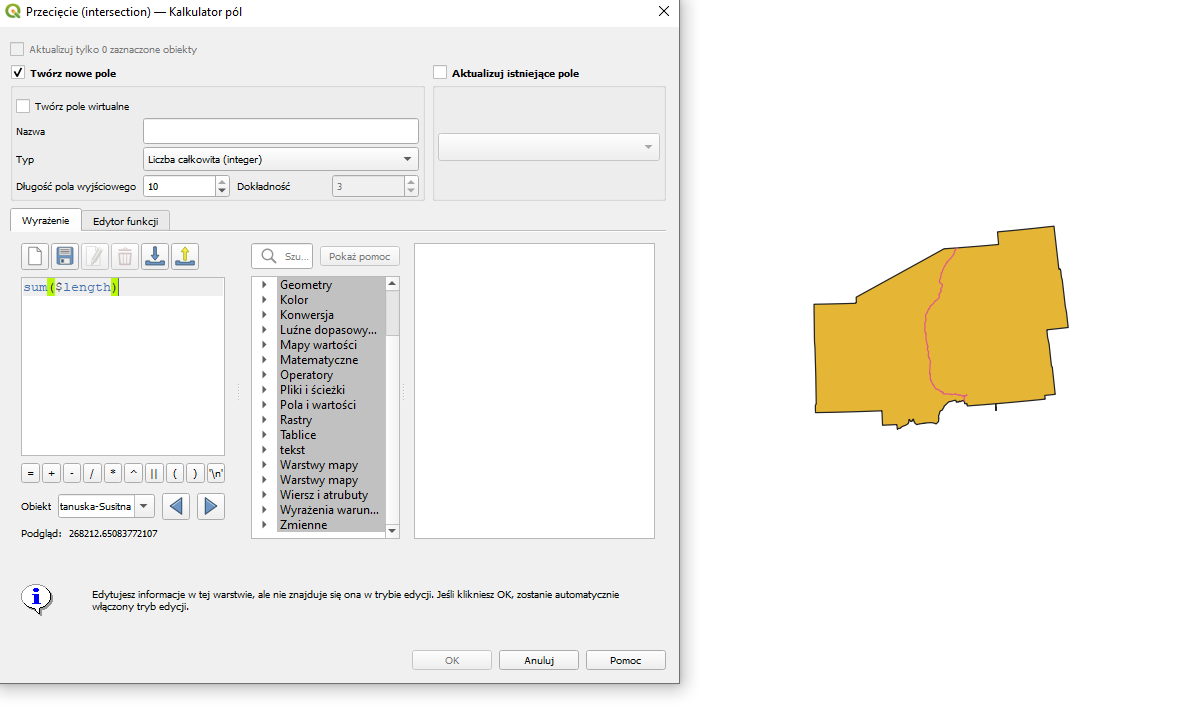 Przecięcie (intersection) — Kalkulator pól
Aktualizuj tylko 0 zaznaczone obiekty
Twórz nowe pole
Aktualizuj istniejące pole
Twórz pole wirtualne
Nazwa
Typ Liczba całkowita (integer)
Długość pola wyjściowego 10 Dokładność 3
Wyrażenie Edytor funkcji
Szu... Pokaż pomoc
sum($length)
Geometry
Kolor
Konwersja
Luźne dopasowy...
Mapy wartości
Matematyczne
Operatory
Pliki i ścieżki
Pola i wartości
Rastry
Tablice
tekst
Warstwy mapy
Warstwy mapy
Wiersz i atrubuty
Wyrażenia warun...
Zmienne
= + - / * ^ || ( ) '\n'
Obiekt tanuska-Susitna
Podgląd: 268212.65083772107
Edytujesz informacje w tej warstwie, ale nie znajduje się ona w trybie edycji. Jeśli klikniesz OK, zostanie automatycznie
włączony tryb edycji.
OK Anuluj Pomoc